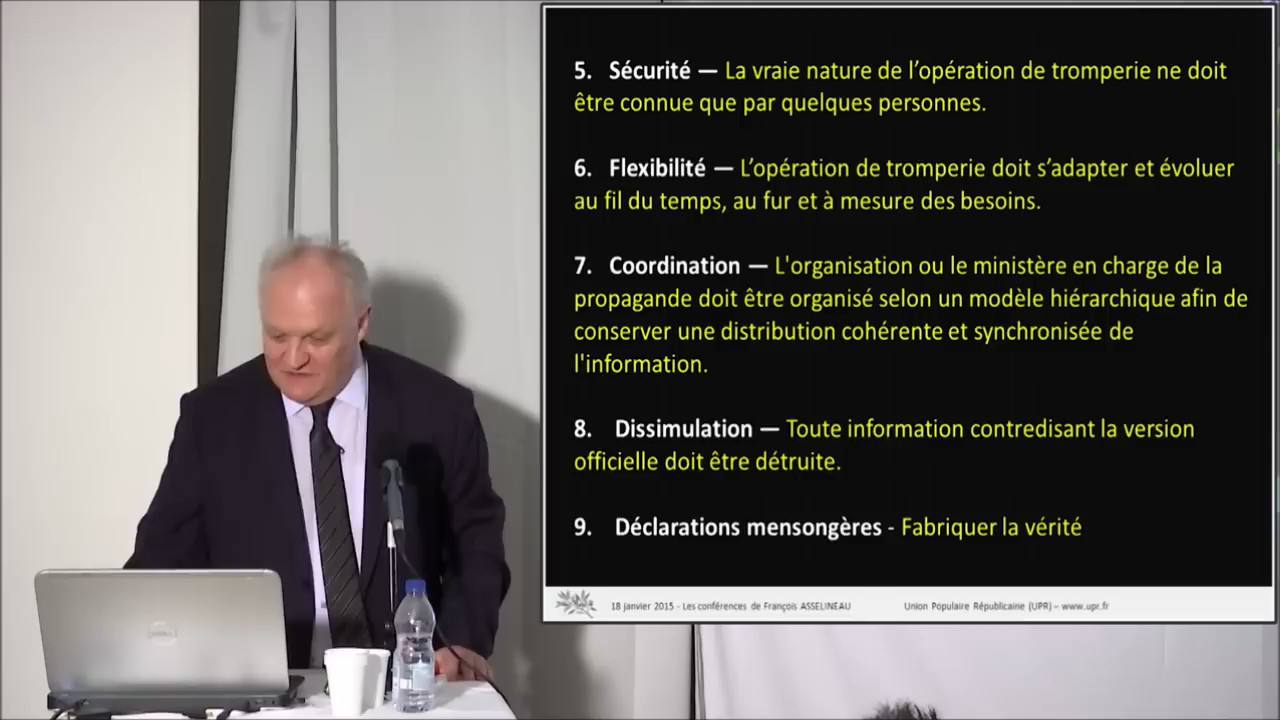 5. Sécurité — La vraie nature de l’opération de tromperie ne doit
être connue que par quelques personnes.
6. Flexibilité — L’opération de tromperie doit s’adapter et évoluer
au fil du temps, au fur et à mesure des besoins.
7. Coordination — L'organisation ou le ministère en charge de la
propagande doit être organisé selon un modèle hiérarchique afin de
conserver une distribution cohérente et synchronisée de
l'information.
8. Dissimulation — Toute information contredisant la version
officielle doit être détruite.
9. Déclarations mensongères - Fabriquer la vérité
18 janvier 2015 - Les conférences de François ASSELINEAU Union Populaire Républicaine (UPR) – www.upr.fr
DELL